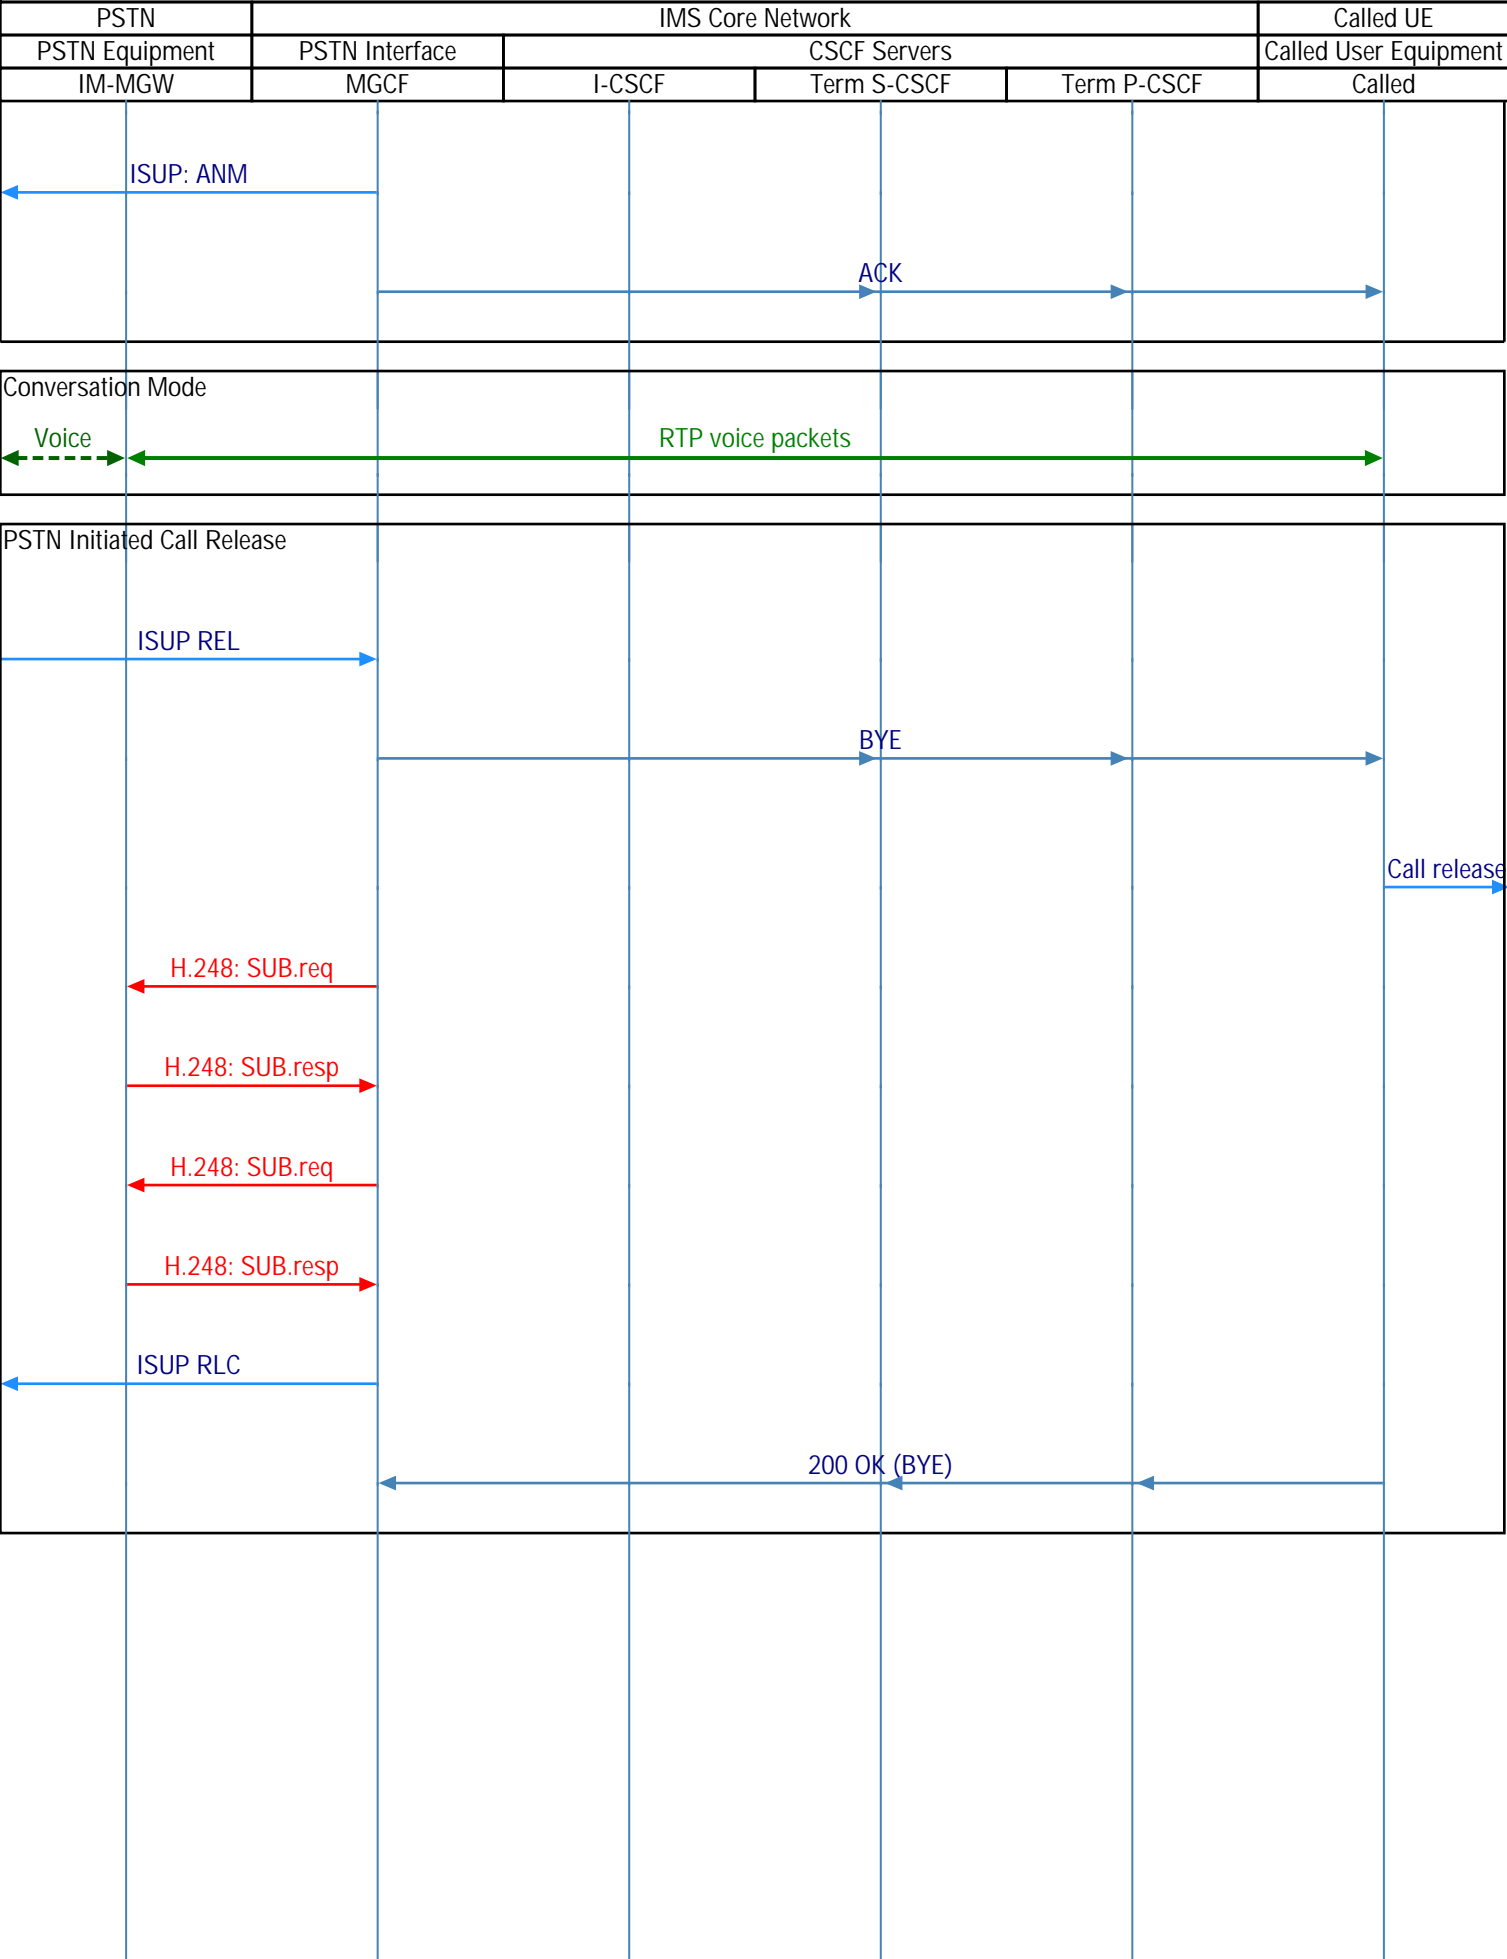 PSTN IMS Core Network Called UE
PSTN Equipment PSTN Interface CSCF Servers Called User Equipment
IM-MGW MGCF I-CSCF Term S-CSCF Term P-CSCF Called
ISUP: ANM
ACK
Conversation Mode
Voice RTP voice packets
PSTN Initiated Call Release
ISUP REL
BYE
Call release
H.248: SUB.req
H.248: SUB.resp
H.248: SUB.req
H.248: SUB.resp
ISUP RLC
200 OK (BYE)